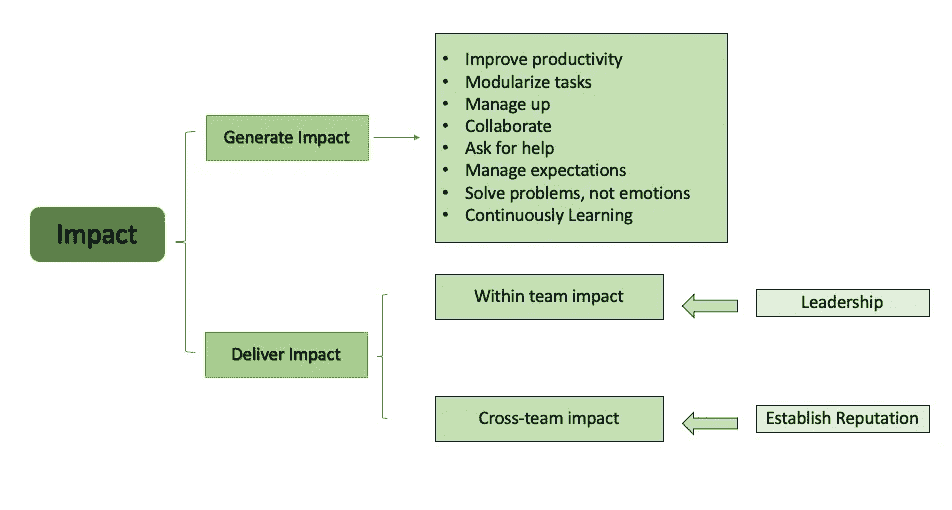 Impact
Generate Impact
• Improve productivity
• Modularize tasks
• Manage up
• Collaborate
• Ask for help
• Manage expectations
• Solve problems, not emotions
• Continuously Learning
Deliver Impact
Within team impact
Leadership
Cross-team impact
Establish Reputation